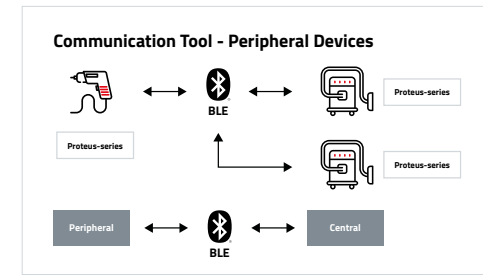 Communication Tool - Peripheral Devices
BLE
Proteus-series
Proteus-series
Proteus-series
Peripheral
Central
BLE